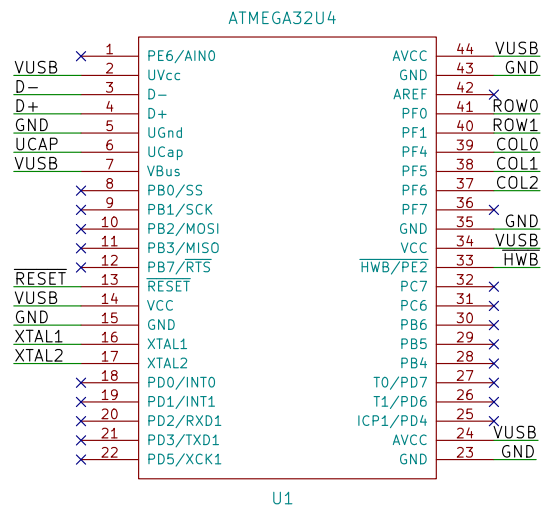 ATMEGA32U4
1 PE6/AIN0 AVCC 44 VUSB
VUSB 2 UVcc GND 43 GND
D- 3 D- AREF 42
D+ 4 D+ PF0 41 ROW0
GND 5 UGnd PF1 40 ROW1
UCAP 6 UCap PF4 39 COL0
VUSB 7 VBus PF5 38 COL1
8 PB0/SS PF6 37 COL2
9 PB1/SCK PF7 36
10 PB2/MOSI GND 35 GND
11 PB3/MISO VCC 34 VUSB
12 PB7/RTS HWB/PE2 33 HWB
RESET 13 RESET PC7 32
VUSB 14 VCC PC6 31
GND 15 GND PB6 30
XTAL1 16 XTAL1 PB5 29
XTAL2 17 XTAL2 PB4 28
18 PD0/INT0 T0/PD7 27
19 PD1/INT1 T1/PD6 26
20 PD2/RXD1 ICP1/PD4 25
21 PD3/TXD1 AVCC 24 VUSB
22 PD5/XCK1 GND 23 GND
U1